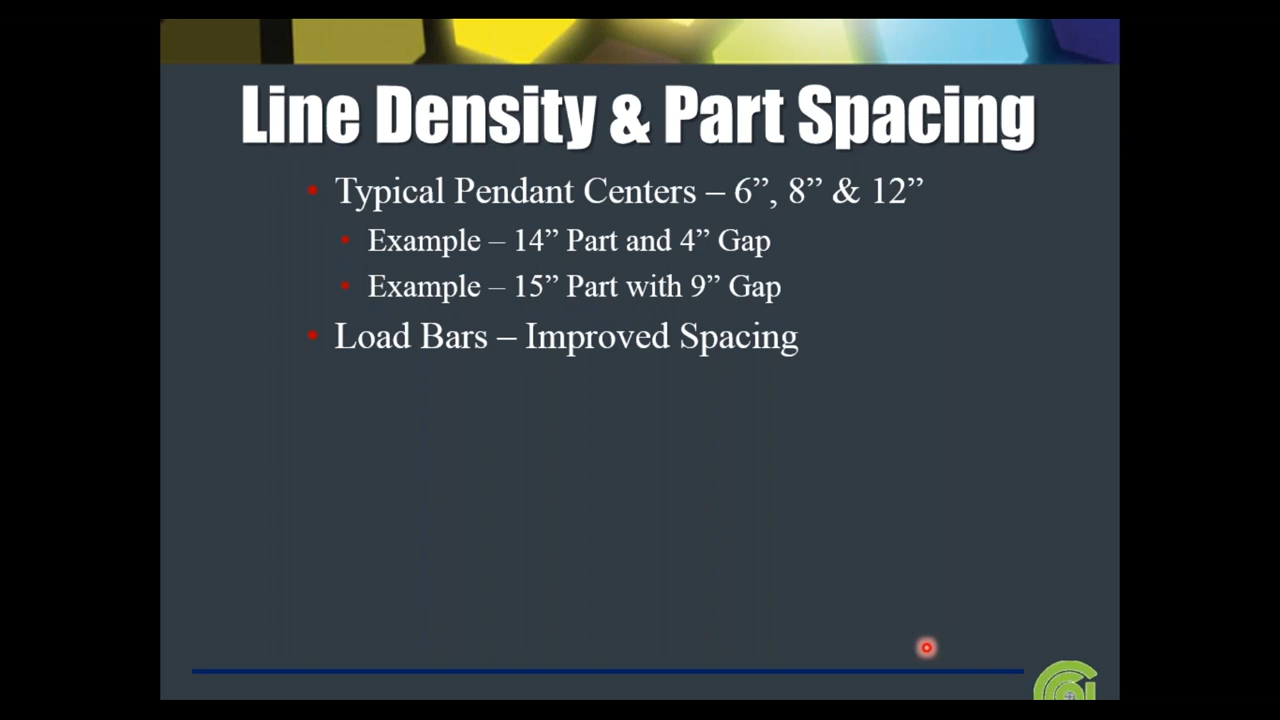 Line Density & Part Spacing
• Typical Pendant Centers – 6”, 8” & 12”
• Example – 14” Part and 4” Gap
• Example – 15” Part with 9” Gap
• Load Bars – Improved Spacing